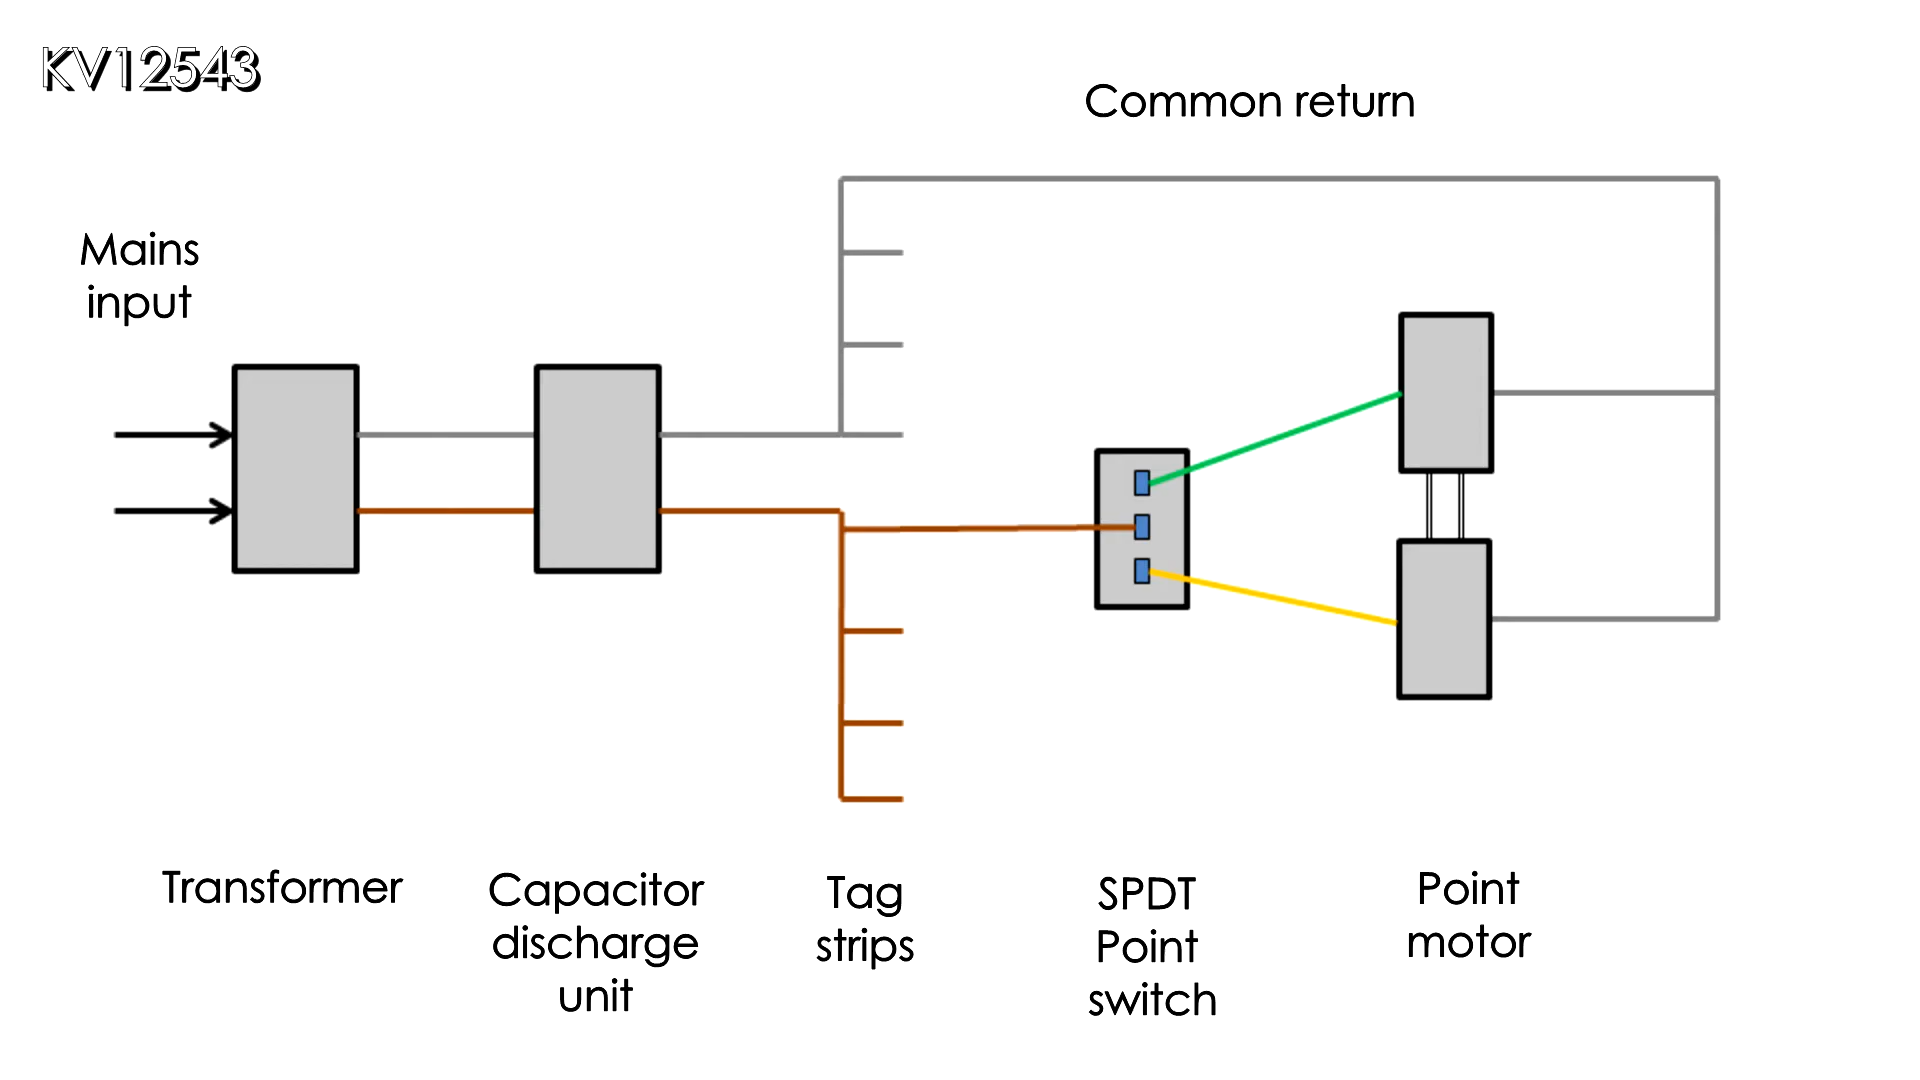 KV12543
Common return
Mains
input
Transformer
Capacitor
discharge
unit
Tag
strips
SPDT
Point
switch
Point
motor